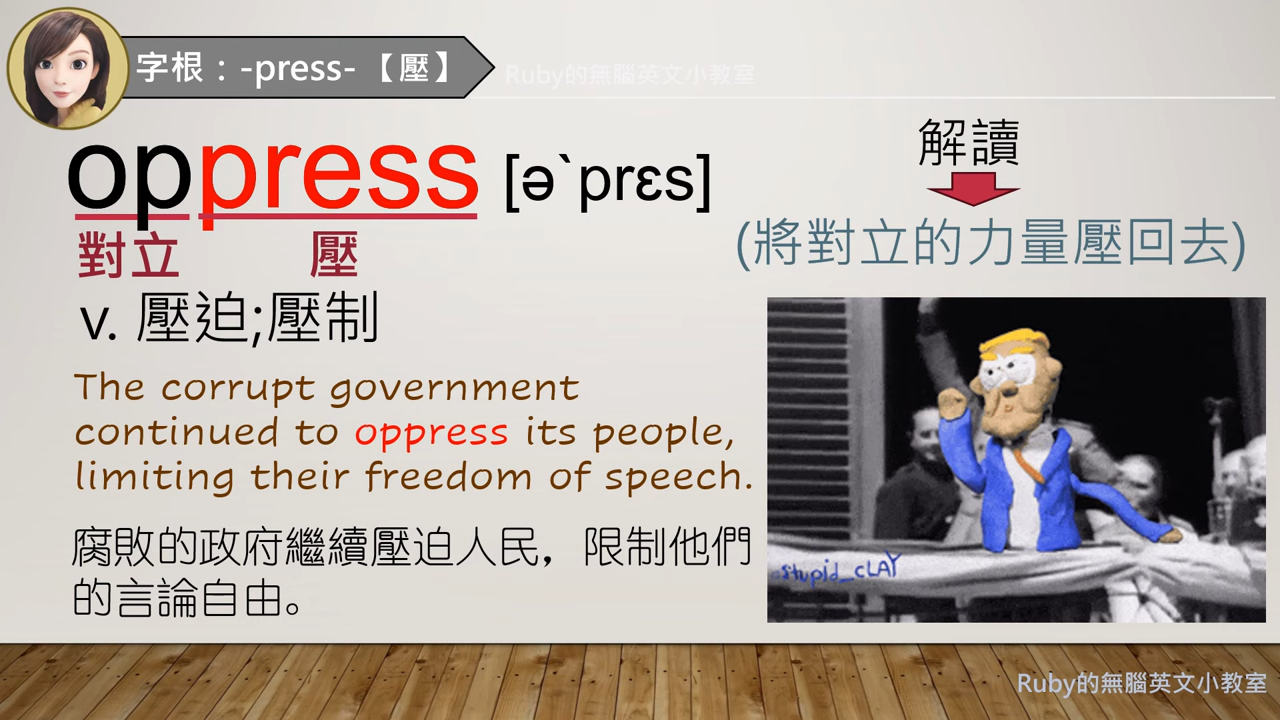 字根：-press-【壓】
Ruby的無腦英文小教室
oppress [ə`prɛs]
對立 壓
v. 壓迫;壓制
解讀
(將對立的力量壓回去)
The corrupt government
continued to oppress its people,
limiting their freedom of speech.
腐敗的政府繼續壓迫人民，限制他們
的言論自由。
stupid_cLAY
Ruby的無腦英文小教室